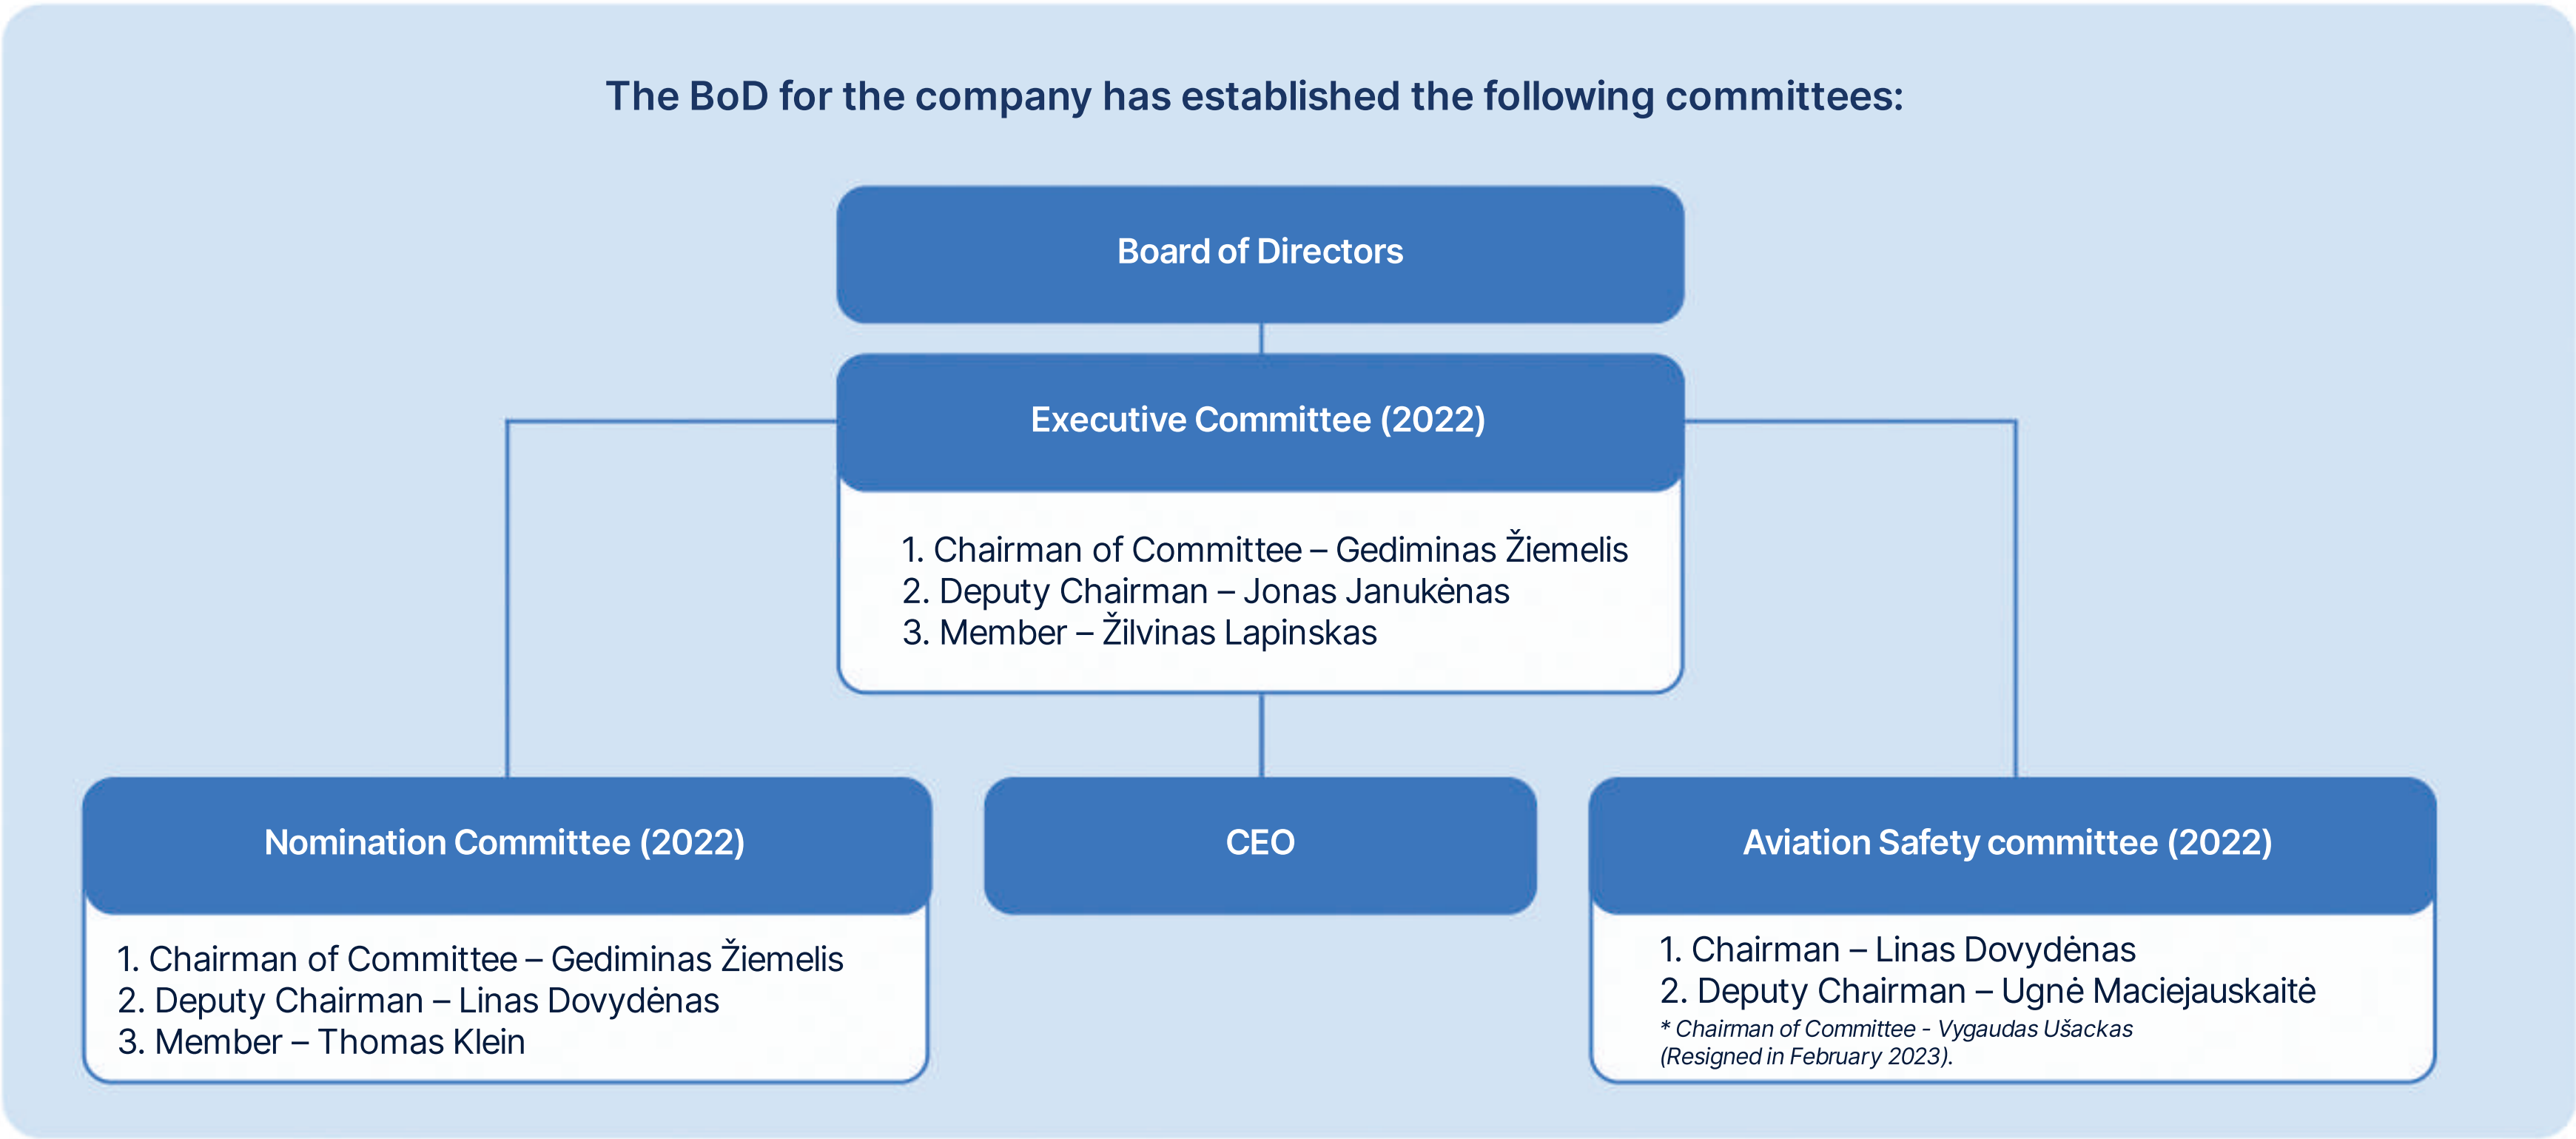 The BoD for the company has established the following committees:
Board of Directors
Executive Committee (2022)
1. Chairman of Committee – Gediminas Žiemelis
2. Deputy Chairman – Jonas Janukėnas
3. Member – Žilvinas Lapinskas
Nomination Committee (2022)
1. Chairman of Committee – Gediminas Žiemelis
2. Deputy Chairman – Linas Dovydėnas
3. Member – Thomas Klein
CEO
Aviation Safety committee (2022)
1. Chairman – Linas Dovydėnas
2. Deputy Chairman – Ugnė Maciejauskaitė
* Chairman of Committee - Vygaudas Ušackas
(Resigned in February 2023).